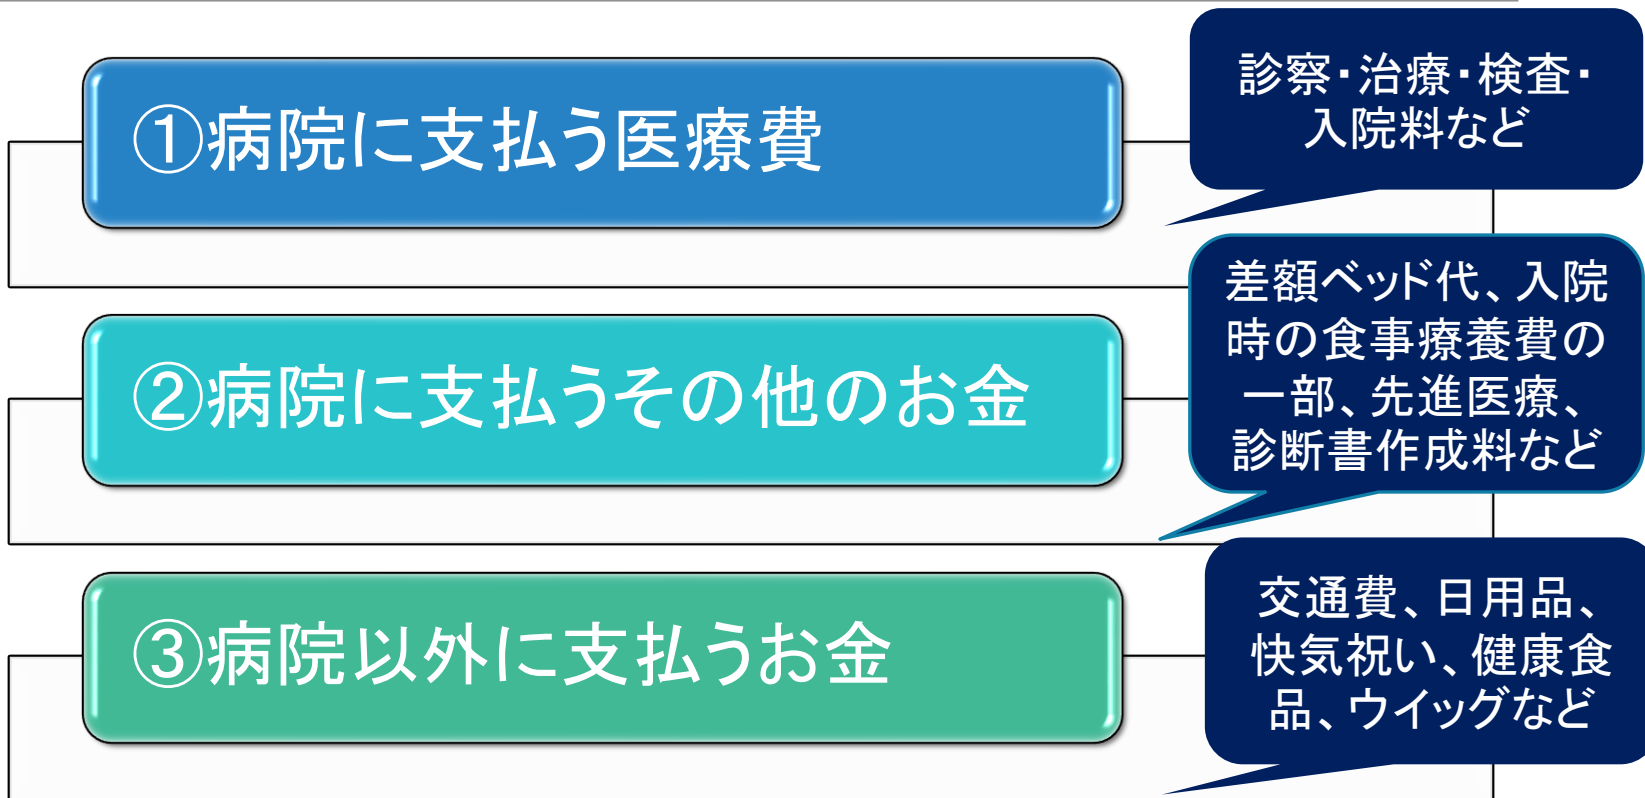 ①病院に支払う医療費
診察・治療・検査・
入院料など
②病院に支払うその他のお金
差額ベッド代、入院
時の食事療養費の
一部、先進医療、
診断書作成料など
③病院以外に支払うお金
交通費、日用品、
快気祝い、健康食
品、ウイッグなど